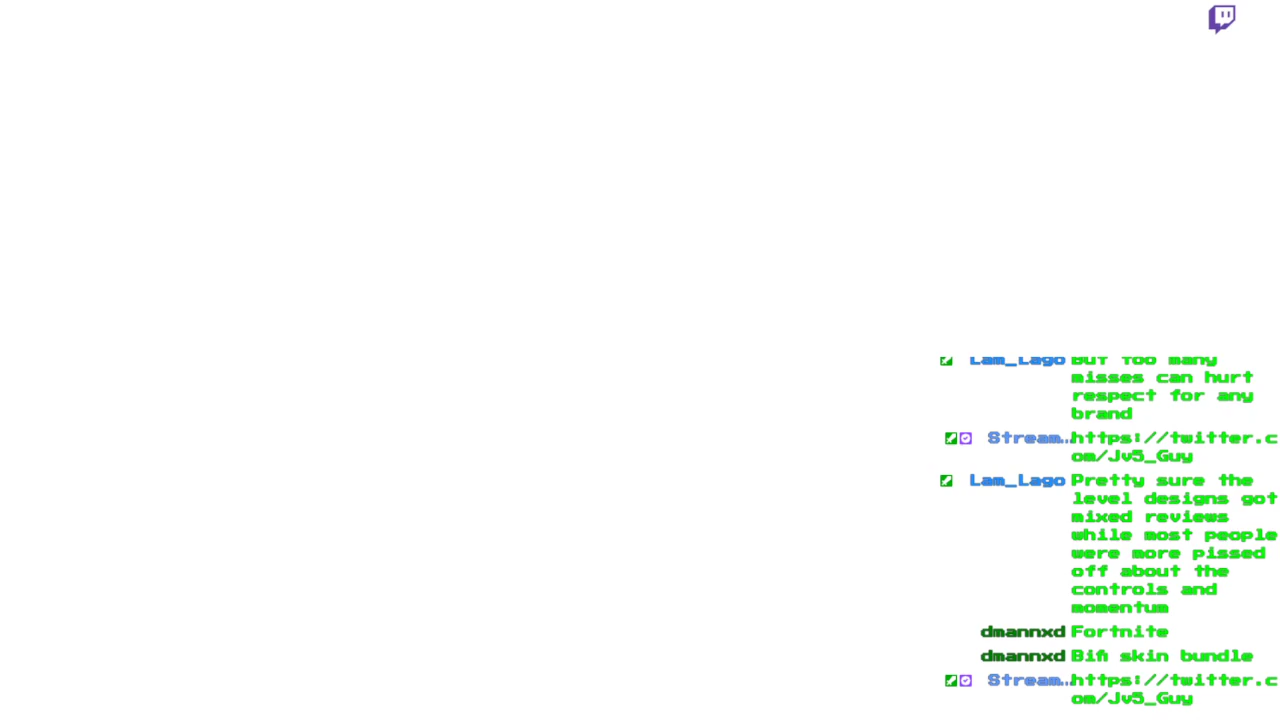 Lam_Lago But too many
misses can hurt
respect for any
brand
Stream… https://twitter.c
om/Jv5_Guy
Lam_Lago Pretty sure the
level designs got
mixed reviews
while most people
were more pissed
off about the
controls and
momentum
dmannxd Fortnite
dmannxd Bifi skin bundle
Stream… https://twitter.c
om/Jv5_Guy